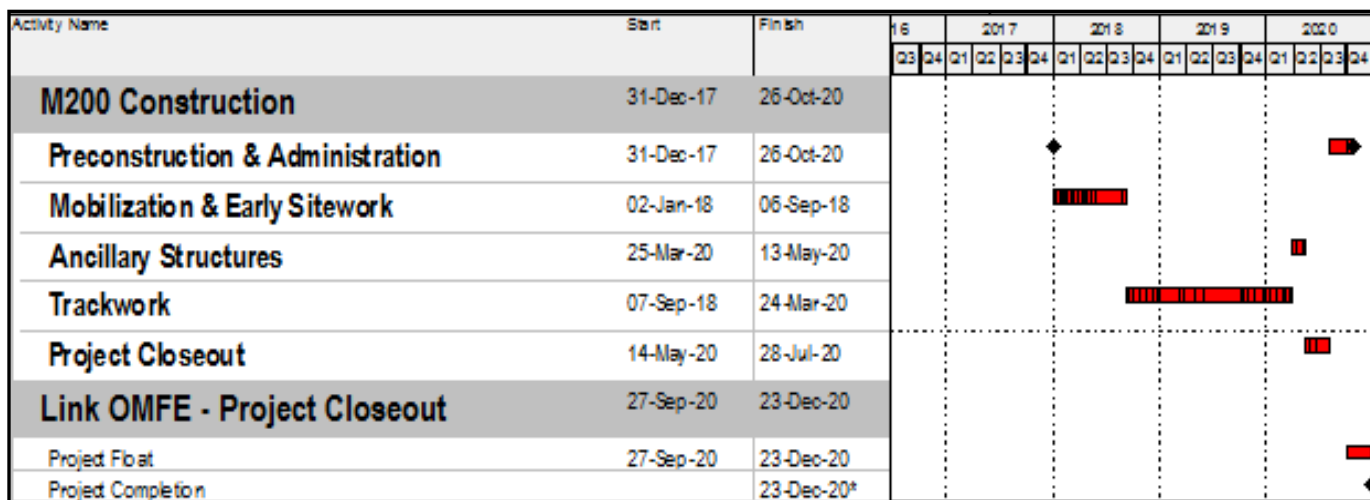 Activity Name Start Finish 16 2017 2018 2019 2020
Q3 Q4 Q1 Q2 Q3 Q4 Q1 Q2 Q3 Q4 Q1 Q2 Q3 Q4 Q1 Q2 Q3 Q4
M200 Construction 31-Dec-17 26-Oct-20
Preconstruction & Administration 31-Dec-17 26-Oct-20
Mobilization & Early Sitework 02-Jan-18 06-Sep-18
Ancillary Structures 25-Mar-20 13-May-20
Trackwork 07-Sep-18 24-Mar-20
Project Closeout 14-May-20 28-Jul-20
Link OMFE - Project Closeout 27-Sep-20 23-Dec-20
Project Float 27-Sep-20 23-Dec-20
Project Completion 23-Dec-20*